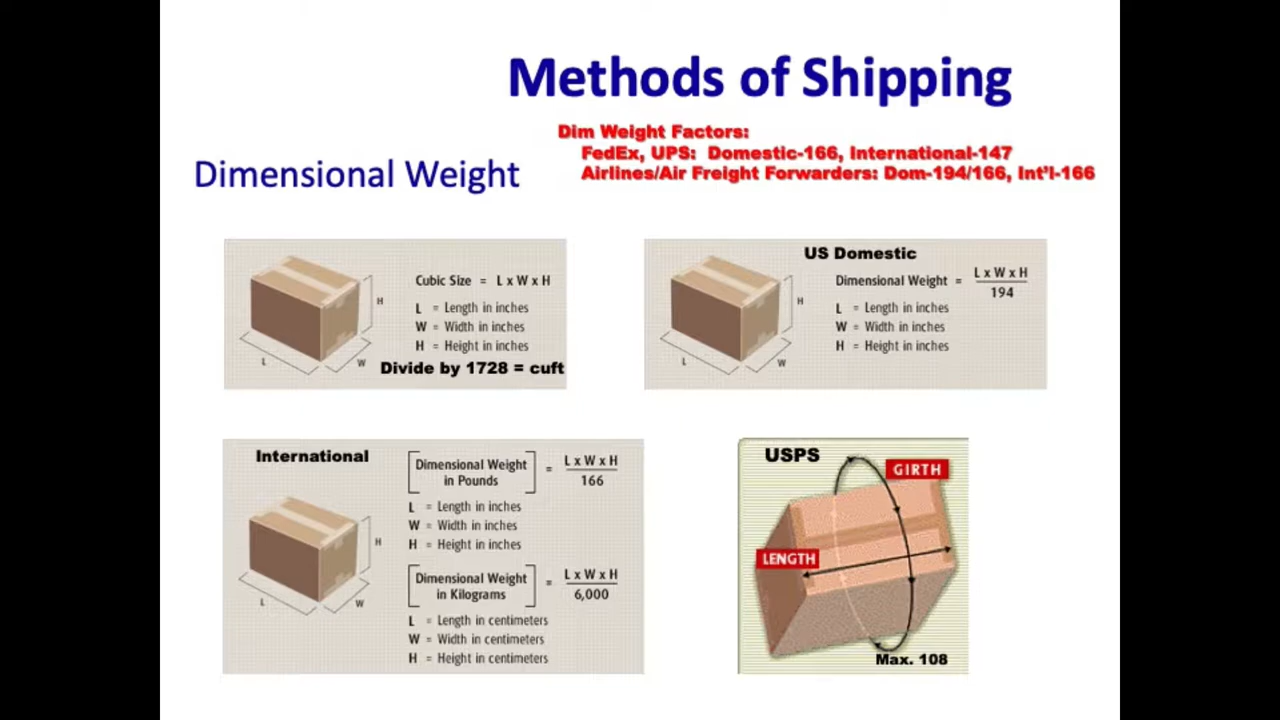 Methods of Shipping
Dim Weight Factors:
FedEx, UPS: Domestic-166, International-147
Airlines/Air Freight Forwarders: Dom-194/166, Int'l-166
Dimensional Weight
Cubic Size = L x W x H
L = Length in inches
W = Width in inches
H = Height in inches
Divide by 1728 = cuft
H
L
W
US Domestic
Dimensional Weight = L x W x H
194
L = Length in inches
W = Width in inches
H = Height in inches
H
L
W
International
Dimensional Weight
in Pounds
= L x W x H
166
L = Length in inches
W = Width in inches
H = Height in inches
Dimensional Weight
in Kilograms
= L x W x H
6,000
L = Length in centimeters
W = Width in centimeters
H = Height in centimeters
H
L
W
USPS
GIRTH
LENGTH
Max. 108